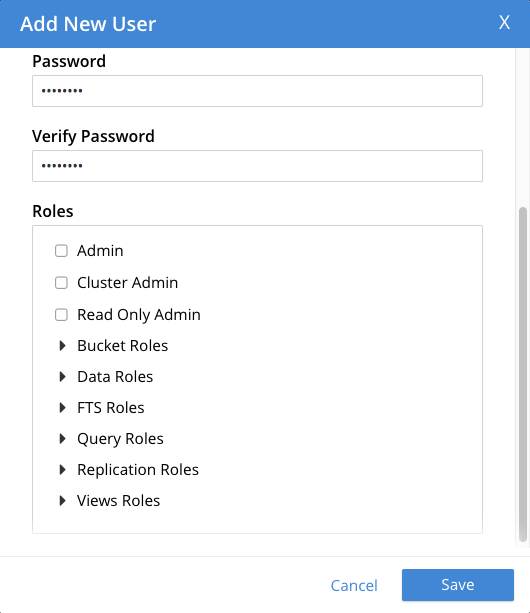 Add New User X
Password
••••••••
Verify Password
••••••••
Roles
Admin
Cluster Admin
Read Only Admin
Bucket Roles
Data Roles
FTS Roles
Query Roles
Replication Roles
Views Roles
Cancel Save